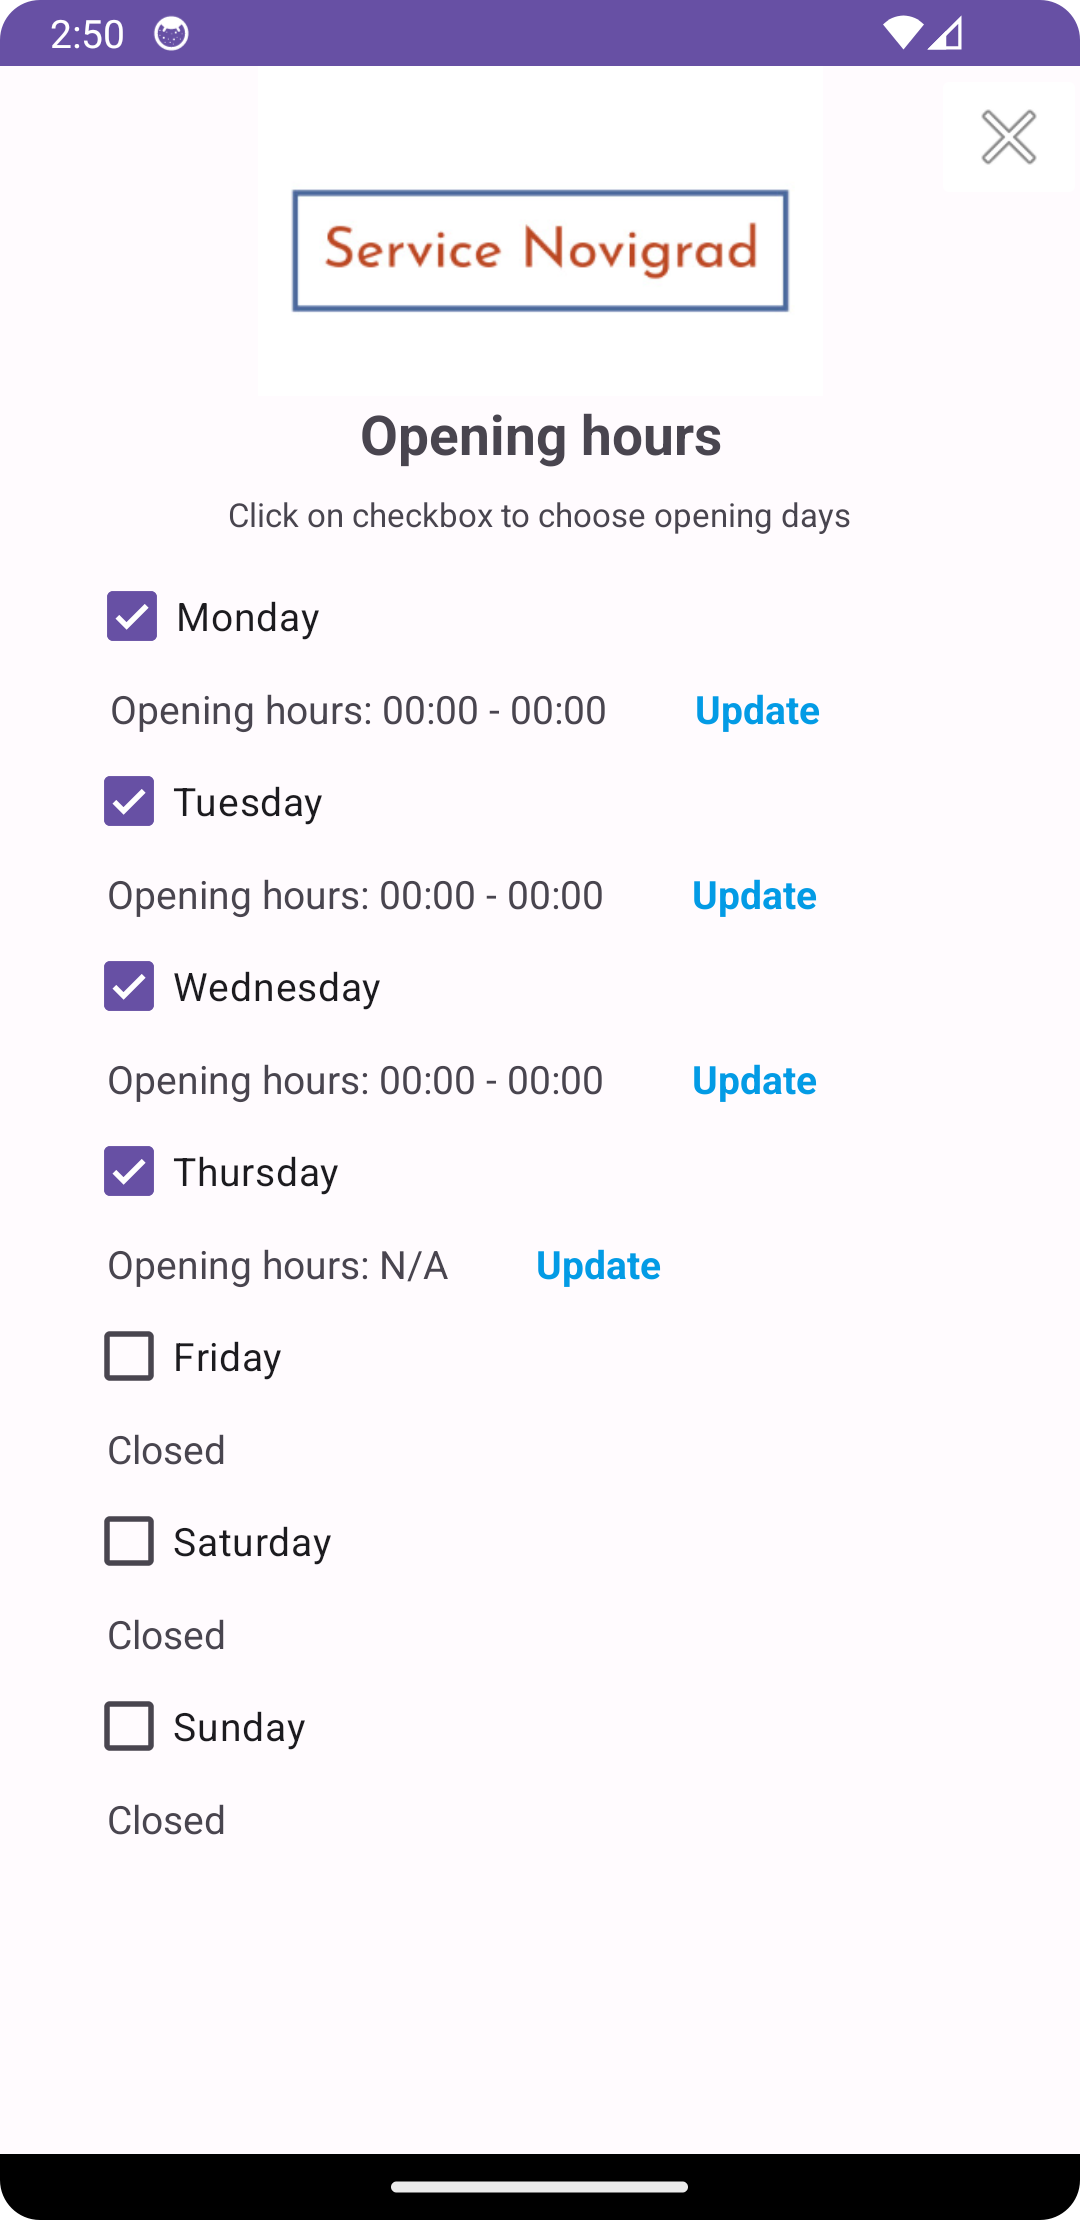 2:50
Service Novigrad
Opening hours
Click on checkbox to choose opening days
Monday
Opening hours: 00:00 - 00:00 Update
Tuesday
Opening hours: 00:00 - 00:00 Update
Wednesday
Opening hours: 00:00 - 00:00 Update
Thursday
Opening hours: N/A Update
Friday
Closed
Saturday
Closed
Sunday
Closed